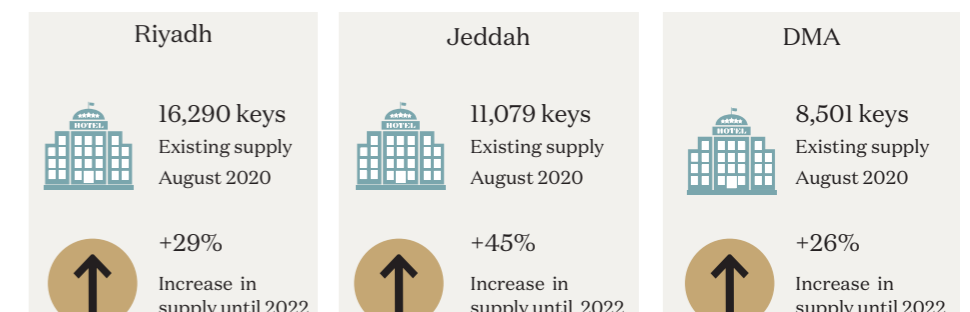 Riyadh
HOTEL
16,290 keys
Existing supply
August 2020
+29%
Increase in
supply until 2022
Jeddah
HOTEL
11,079 keys
Existing supply
August 2020
+45%
Increase in
supply until 2022
DMA
HOTEL
8,501 keys
Existing supply
August 2020
+26%
Increase in
supply until 2022